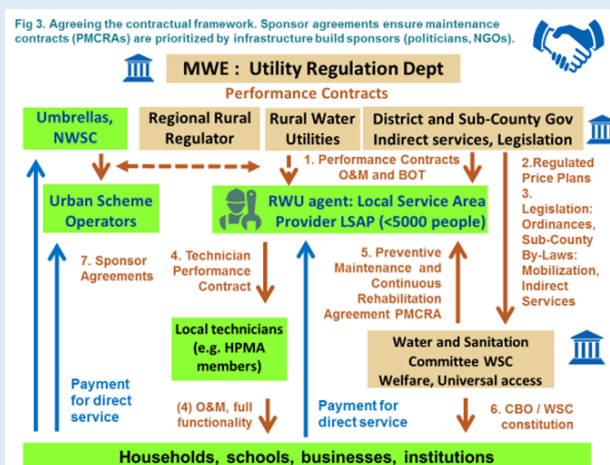 Fig 3. Agreeing the contractual framework. Sponsor agreements ensure maintenance
contracts (PMCRAs) are prioritized by infrastructure build sponsors (politicians, NGOs).
MWE : Utility Regulation Dept
Performance Contracts
Umbrellas,
NWSC
Regional Rural
Regulator
Rural Water
Utilities
District and Sub-County Gov
Indirect services, Legislation
1. Performance Contracts
O&M and BOT
2.Regulated
Price Plans
3.
Legislation:
Ordinances,
Sub-County
By-Laws:
Mobilization,
Indirect
Services
Urban Scheme
Operators
RWU agent: Local Service Area
Provider LSAP (<5000 people)
7. Sponsor
Agreements
4. Technician
Performance
Contract
5. Preventive
Maintenance and
Continuous
Rehabilitation
Agreement PMCRA
Local technicians
(e.g. HPMA
members)
Water and Sanitation
Committee WSC
Welfare, Universal access
Payment
for direct
service
(4) O&M, full
functionality
Payment for
direct service
6. CBO / WSC
constitution
Households, schools, businesses, institutions